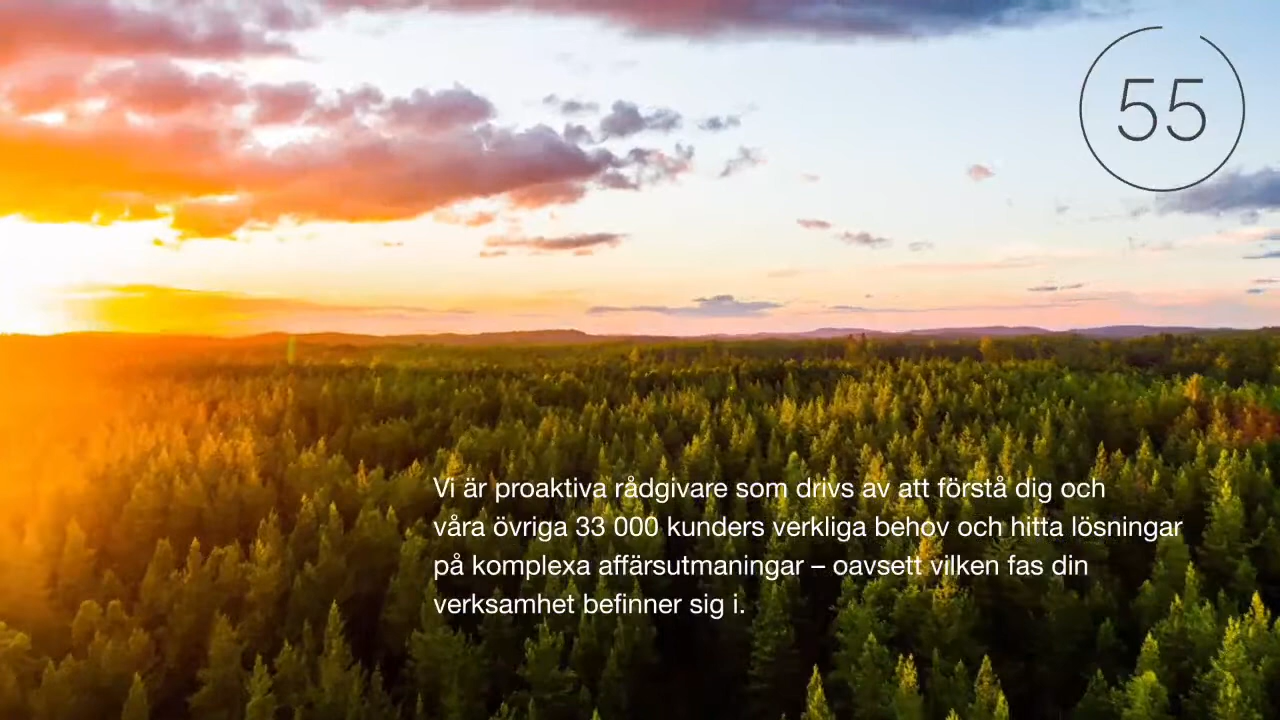 55
Vi är proaktiva rådgivare som drivs av att förstå dig och
våra övriga 33 000 kunders verkliga behov och hitta lösningar
på komplexa affärsutmaningar – oavsett vilken fas din
verksamhet befinner sig i.